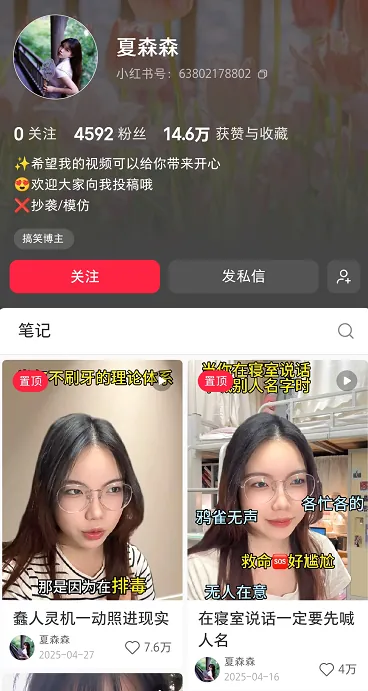 夏森森
小红书号：63802178802
0 关注 4592 粉丝 14.6万 获赞与收藏
✨希望我的视频可以给你带来开心
😍欢迎大家向我投稿哦
❌抄袭/模仿
搞笑博主
关注
发私信
笔记
置顶
不刷牙的理论体系
那是因为在排毒
蠢人灵机一动照进现实
夏森森
2025-04-27
7.6万
置顶
当你在寝室说话
别人名字时
鸦雀无声
各忙各的
救命🆘好尴尬
无人在意
在寝室说话一定要先喊人名
夏森森
2025-04-16
4万